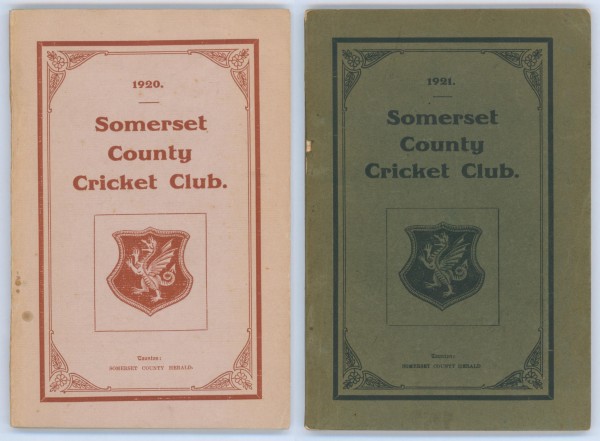 1920.
Somerset
County
Cricket Club.
Taunton:
SOMERSET COUNTY HERALD.
1921.
Somerset
County
Cricket Club.
Taunton:
SOMERSET COUNTY HERALD.